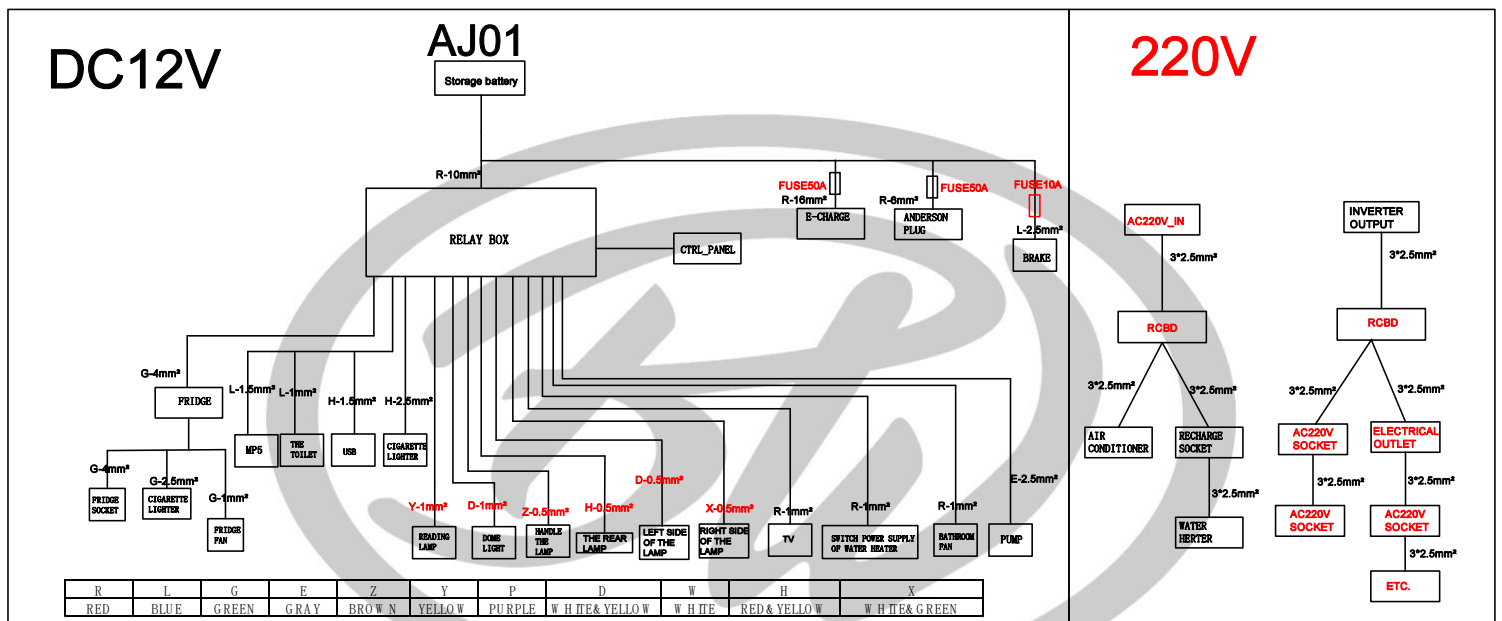 DC12V
AJ01
220V
Storage battery
R-10mm²
RELAY BOX
CTRL_PANEL
FUSE50A
R-16mm²
E-CHARGE
FUSE50A
R-6mm²
ANDERSON
PLUG
FUSE10A
L-2.5mm²
BRAKE
G-4mm²
FRIDGE
G-4mm²
FRIDGE
SOCKET
G-2.5mm²
CIGARETTE
LIGHTER
G-1mm²
FRIDGE
FAN
L-1.5mm²
MP5
L-1mm²
THE
TOILET
H-1.5mm²
USB
H-2.5mm²
CIGARETTE
LIGHTER
Y-1mm²
READING
LAMP
D-1mm²
DOME
LIGHT
Z-0.5mm²
HANDLE
THE
LAMP
H-0.5mm²
THE REAR
LAMP
D-0.5mm²
LEFT SIDE
OF THE
LAMP
X-0.5mm²
RIGHT SIDE
OF THE
LAMP
R-1mm²
TV
R-1mm²
SWITCH POWER SUPPLY
OF WATER HEATER
R-1mm²
BATHROOM
FAN
E-2.5mm²
PUMP
R L G E Z Y P D W H X
RED BLUE GREEN GRAY BROWN YELLOW PURPLE WHITE&YELLOW WHITE RED&YELLOW WHITE&GREEN
AC220V_IN
3*2.5mm²
RCBD
3*2.5mm²
3*2.5mm²
AIR
CONDITIONER
RECHARGE
SOCKET
3*2.5mm²
WATER
HERTER
INVERTER
OUTPUT
3*2.5mm²
RCBD
3*2.5mm²
3*2.5mm²
AC220V
SOCKET
ELECTRICAL
OUTLET
3*2.5mm²
3*2.5mm²
AC220V
SOCKET
AC220V
SOCKET
3*2.5mm²
ETC.